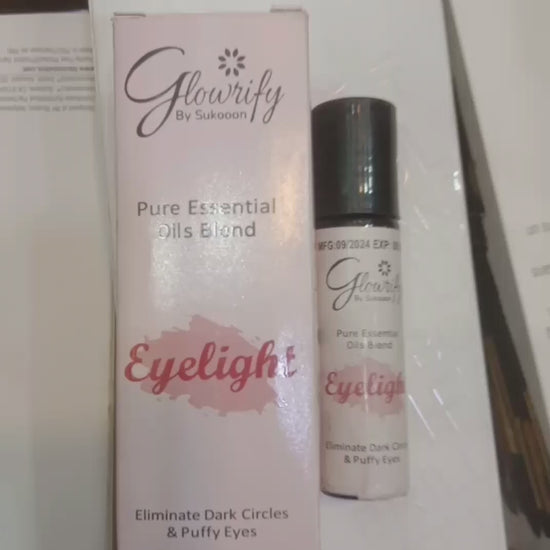 Glowrify
By Sukooon
Pure Essential
Oils Blend
Eyelight
Eliminate Dark Circles
& Puffy Eyes
MFG:09/2024 EXP:
Glowrify
By Sukooon
Pure Essential
Oils Blend
Eyeligh
Eliminate Dark Circ
& Puffy Eyes